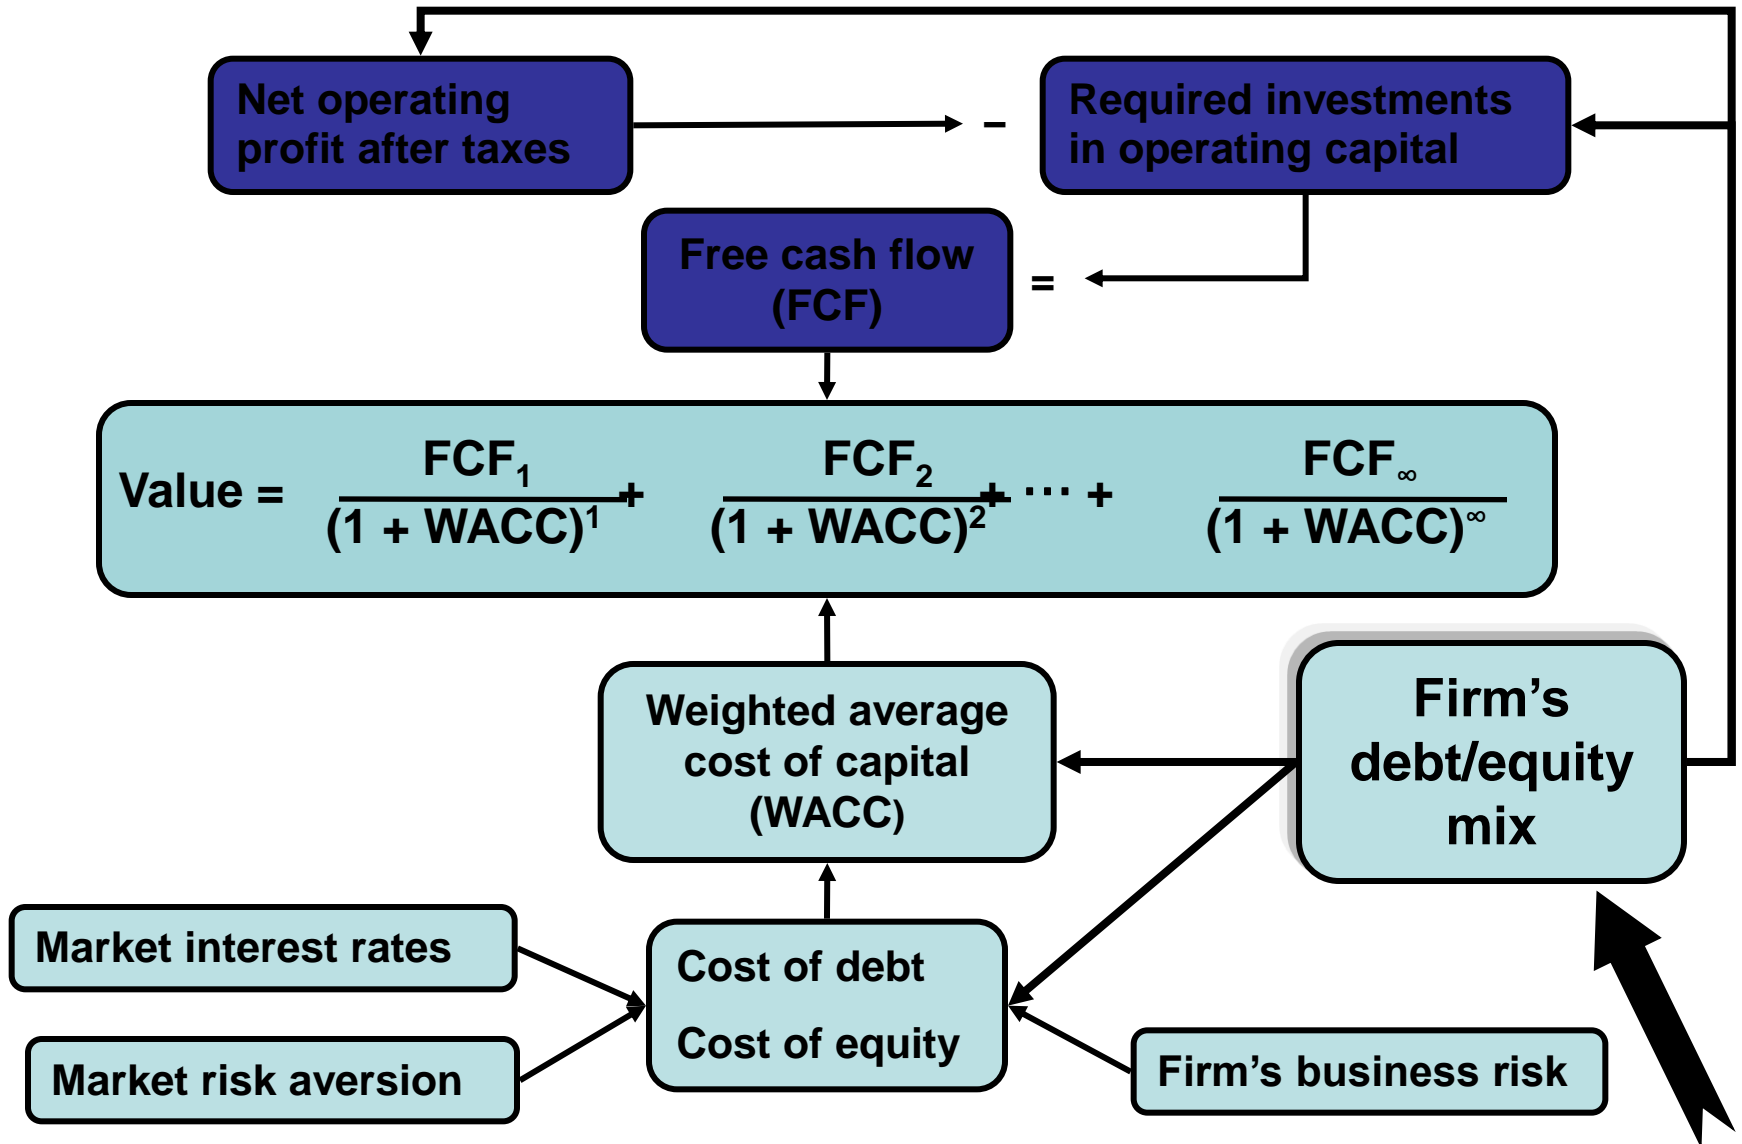 Net operating
profit after taxes
–
Required investments
in operating capital
Free cash flow
(FCF)
=
Value = FCF₁ + FCF₂ + ⋯ + FCF∞
(1 + WACC)¹ (1 + WACC)² (1 + WACC)^∞
Weighted average
cost of capital
(WACC)
Firm’s
debt/equity
mix
Market interest rates
Cost of debt
Cost of equity
Market risk aversion
Firm’s business risk